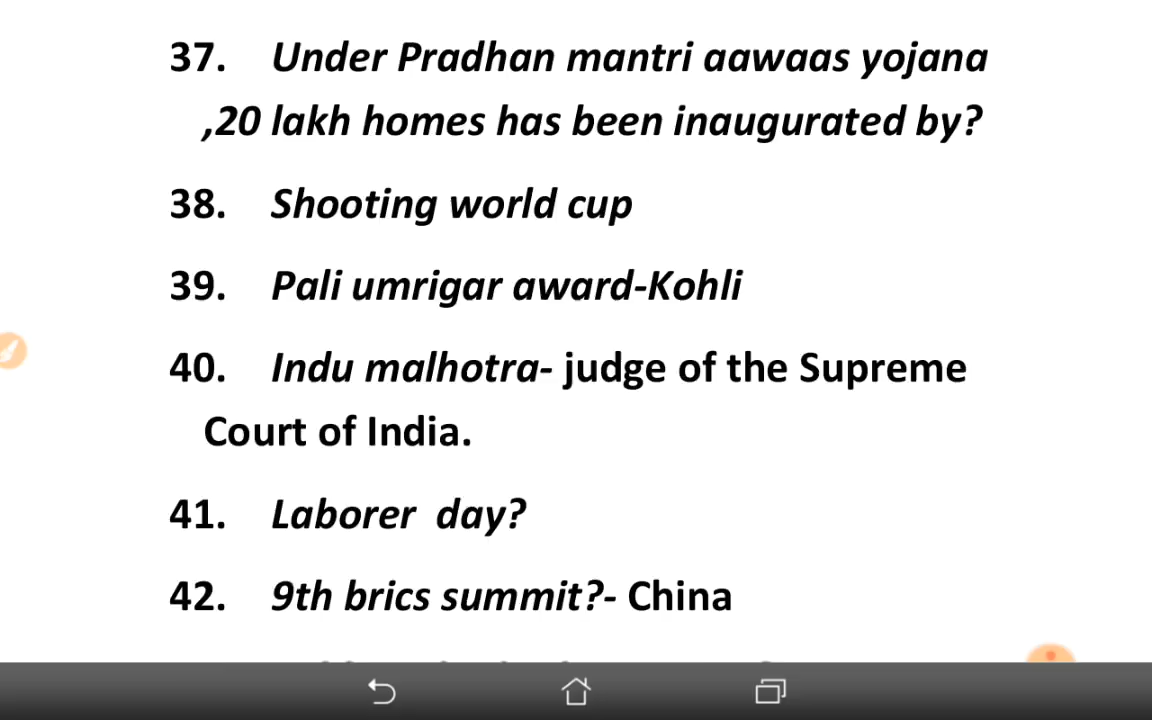 37. Under Pradhan mantri aawaas yojana
,20 lakh homes has been inaugurated by?
38. Shooting world cup
39. Pali umrigar award-Kohli
40. Indu malhotra- judge of the Supreme
Court of India.
41. Laborer day?
42. 9th brics summit?- China